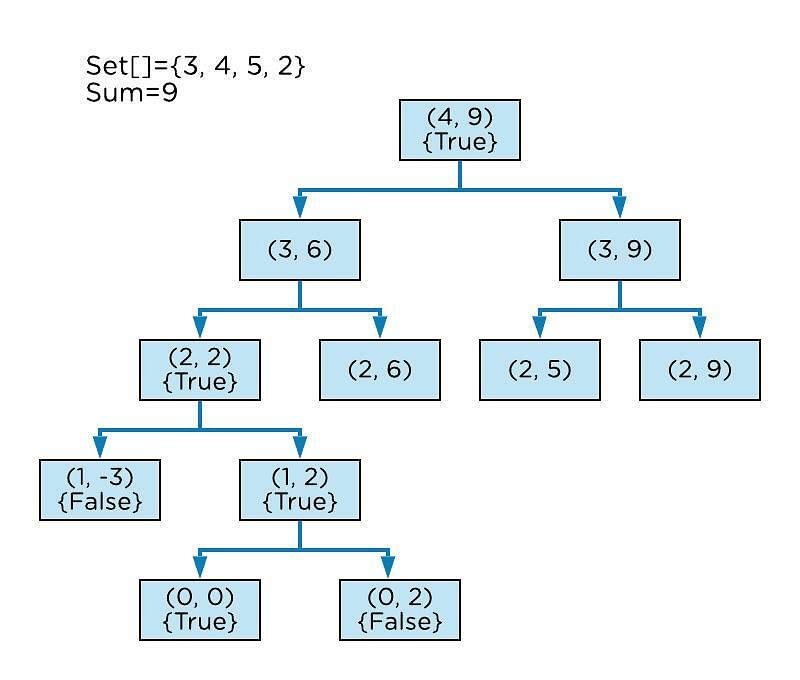 Set[]={3, 4, 5, 2}
Sum=9
(4, 9)
{True}
(3, 6)
(3, 9)
(2, 2)
{True}
(2, 6)
(2, 5)
(2, 9)
(1, -3)
{False}
(1, 2)
{True}
(0, 0)
{True}
(0, 2)
{False}